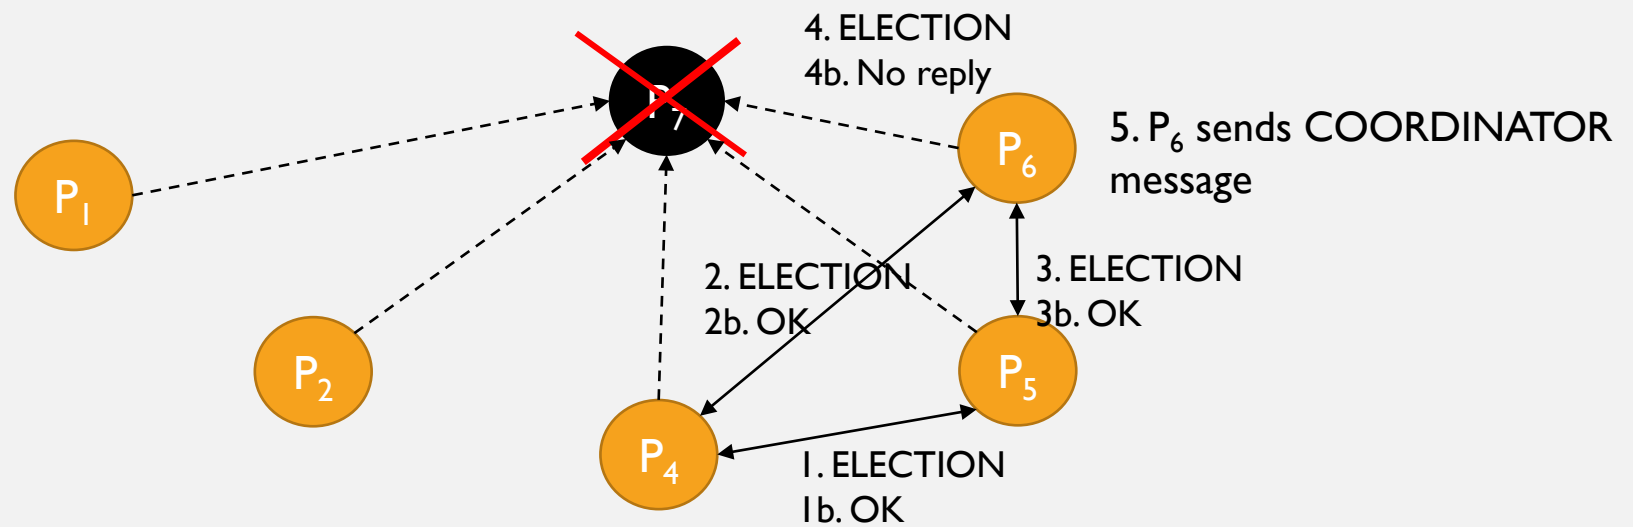 4. ELECTION
4b. No reply
P7
5. P6 sends COORDINATOR
message
P6
P1
2. ELECTION
2b. OK
3. ELECTION
3b. OK
P2
P5
P4
1. ELECTION
1b. OK